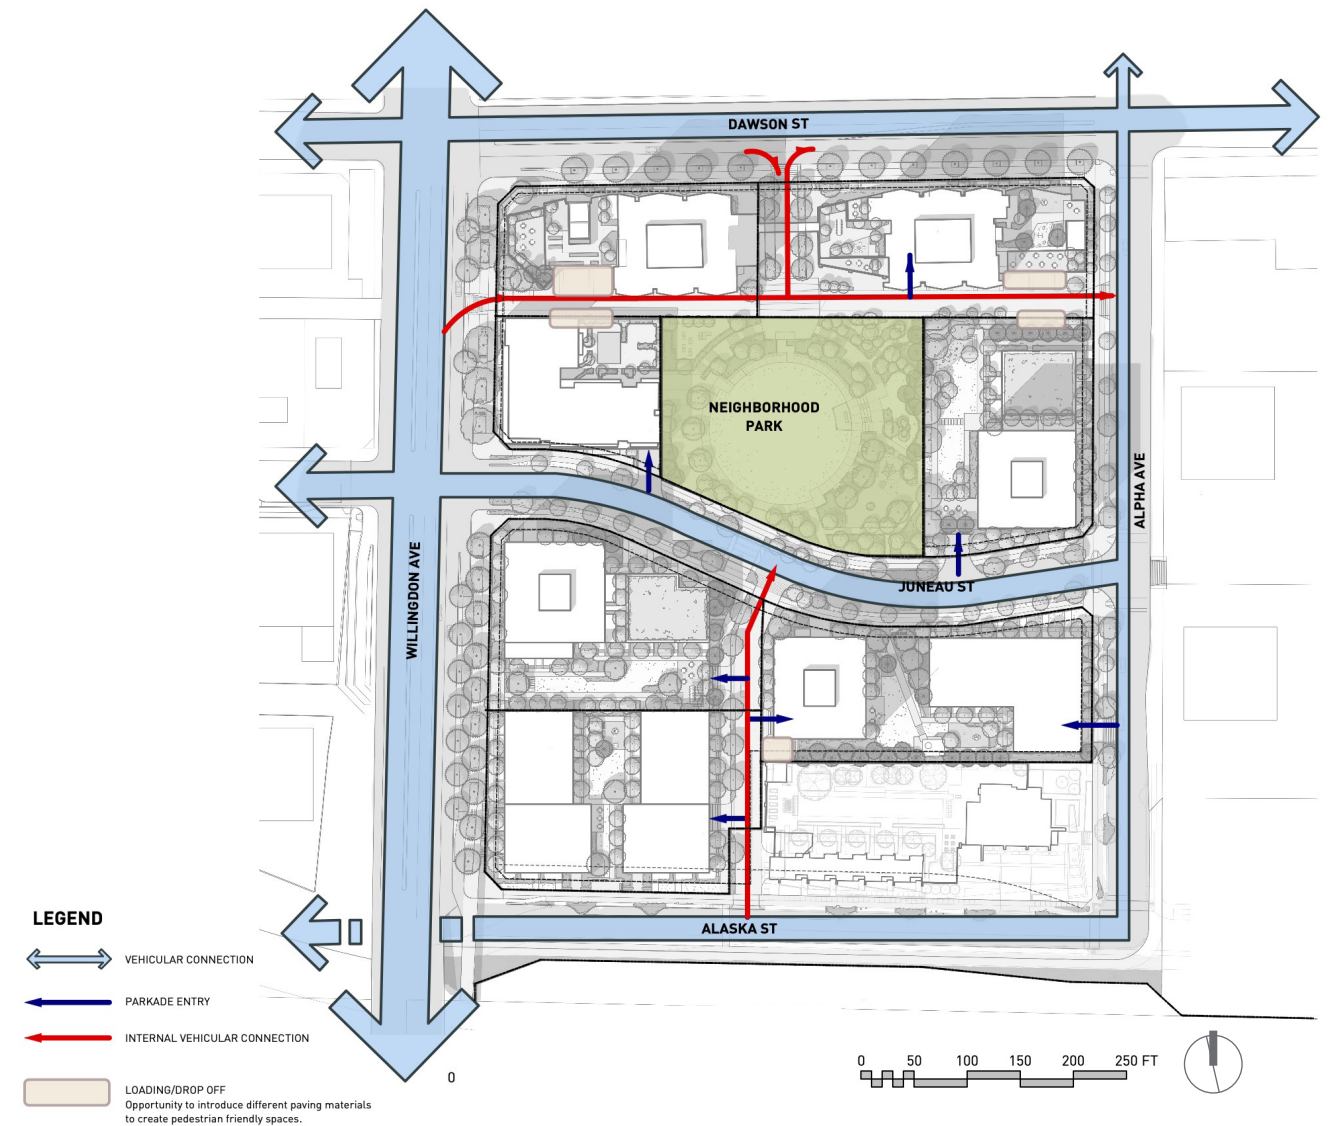 DAWSON ST
NEIGHBORHOOD
PARK
ALPHA AVE
WILLINGDON AVE
JUNEAU ST
ALASKA ST
LEGEND
VEHICULAR CONNECTION
PARKADE ENTRY
INTERNAL VEHICULAR CONNECTION
LOADING/DROP OFF
Opportunity to introduce different paving materials
to create pedestrian friendly spaces.
0
0 50 100 150 200 250 FT